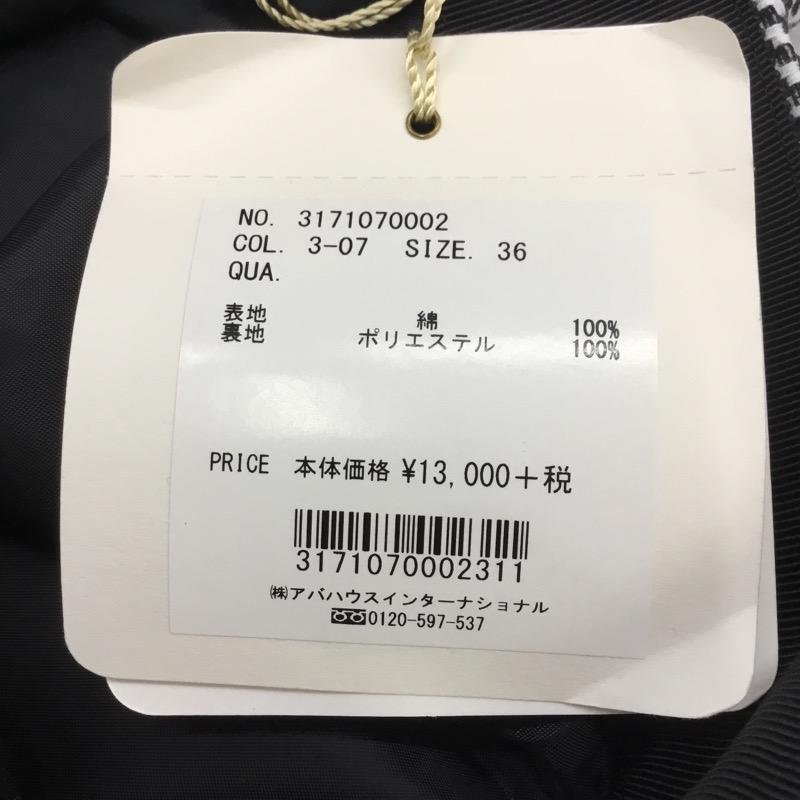 NO. 3171070002
COL. 3-07 SIZE. 36
QUA.
表地 綿 100%
裏地 ポリエステル 100%
PRICE 本体価格 ¥13,000+税
3171070002311
㈱アバハウスインターナショナル
0120-597-537